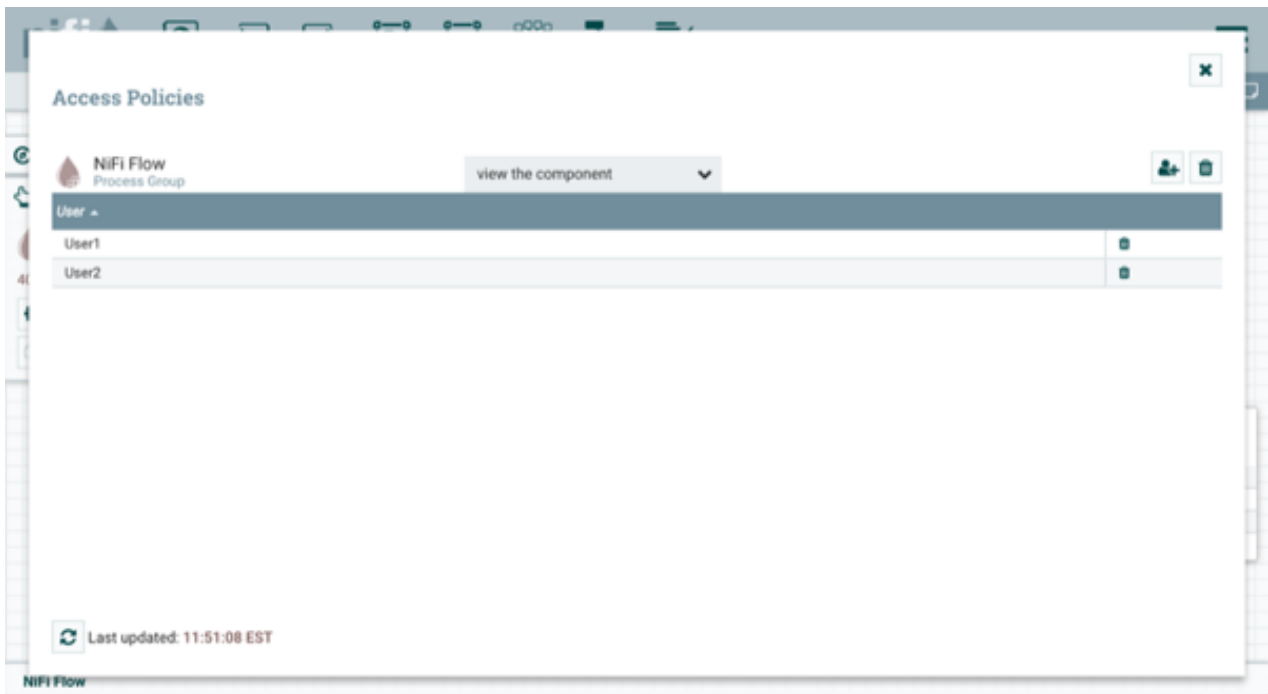 Access Policies
NiFi Flow
Process Group
view the component
User
User1
User2
Last updated: 11:51:08 EST
NiFi Flow